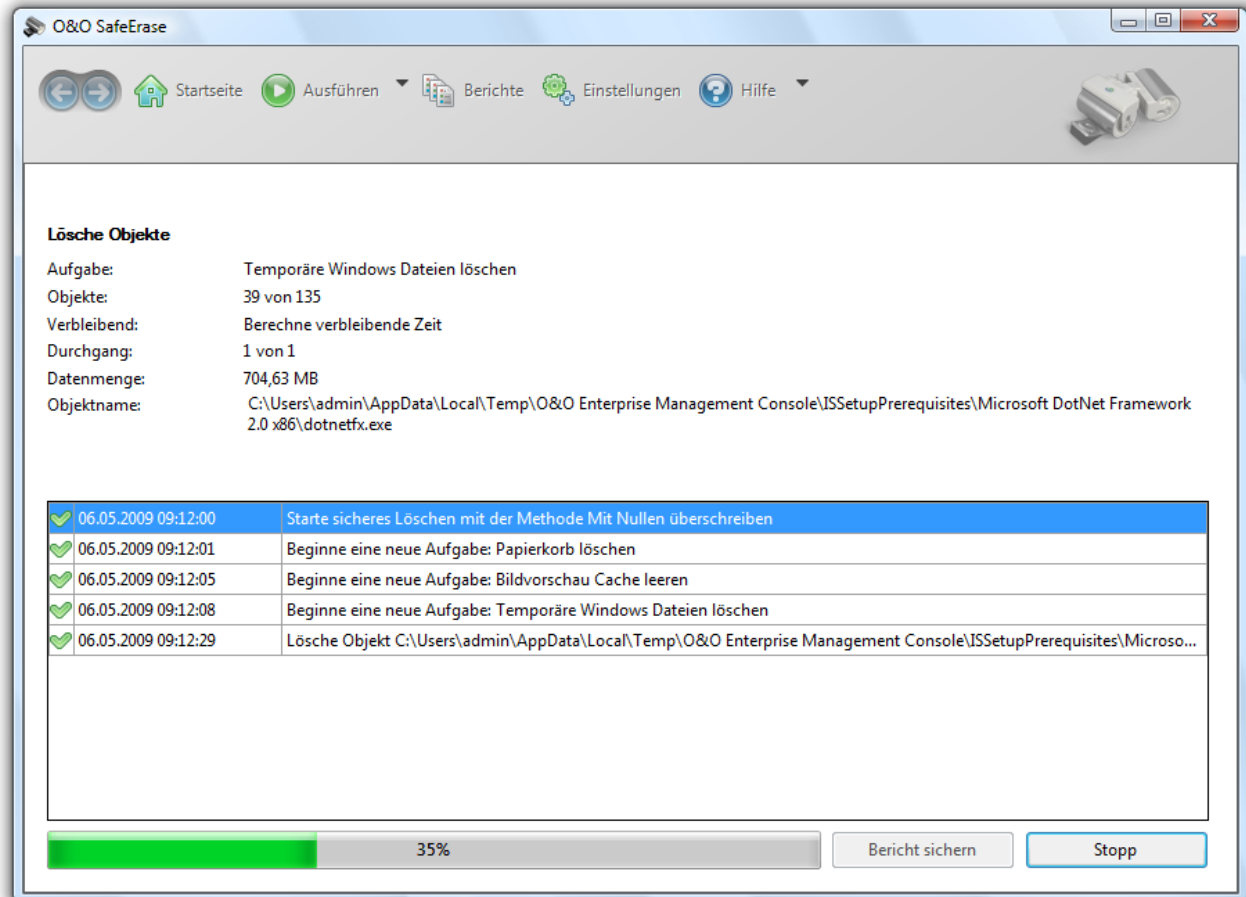 O&O SafeErase
Startseite Ausführen Berichte Einstellungen Hilfe
Lösche Objekte
Aufgabe: Temporäre Windows Dateien löschen
Objekte: 39 von 135
Verbleibend: Berechne verbleibende Zeit
Durchgang: 1 von 1
Datenmenge: 704,63 MB
Objektname: C:\Users\admin\AppData\Local\Temp\O&O Enterprise Management Console\ISSetupPrerequisites\Microsoft DotNet Framework
2.0 x86\dotnetfx.exe
06.05.2009 09:12:00 Starte sicheres Löschen mit der Methode Mit Nullen überschreiben
06.05.2009 09:12:01 Beginne eine neue Aufgabe: Papierkorb löschen
06.05.2009 09:12:05 Beginne eine neue Aufgabe: Bildvorschau Cache leeren
06.05.2009 09:12:08 Beginne eine neue Aufgabe: Temporäre Windows Dateien löschen
06.05.2009 09:12:29 Lösche Objekt C:\Users\admin\AppData\Local\Temp\O&O Enterprise Management Console\ISSetupPrerequisites\Microso...
35% Bericht sichern Stopp